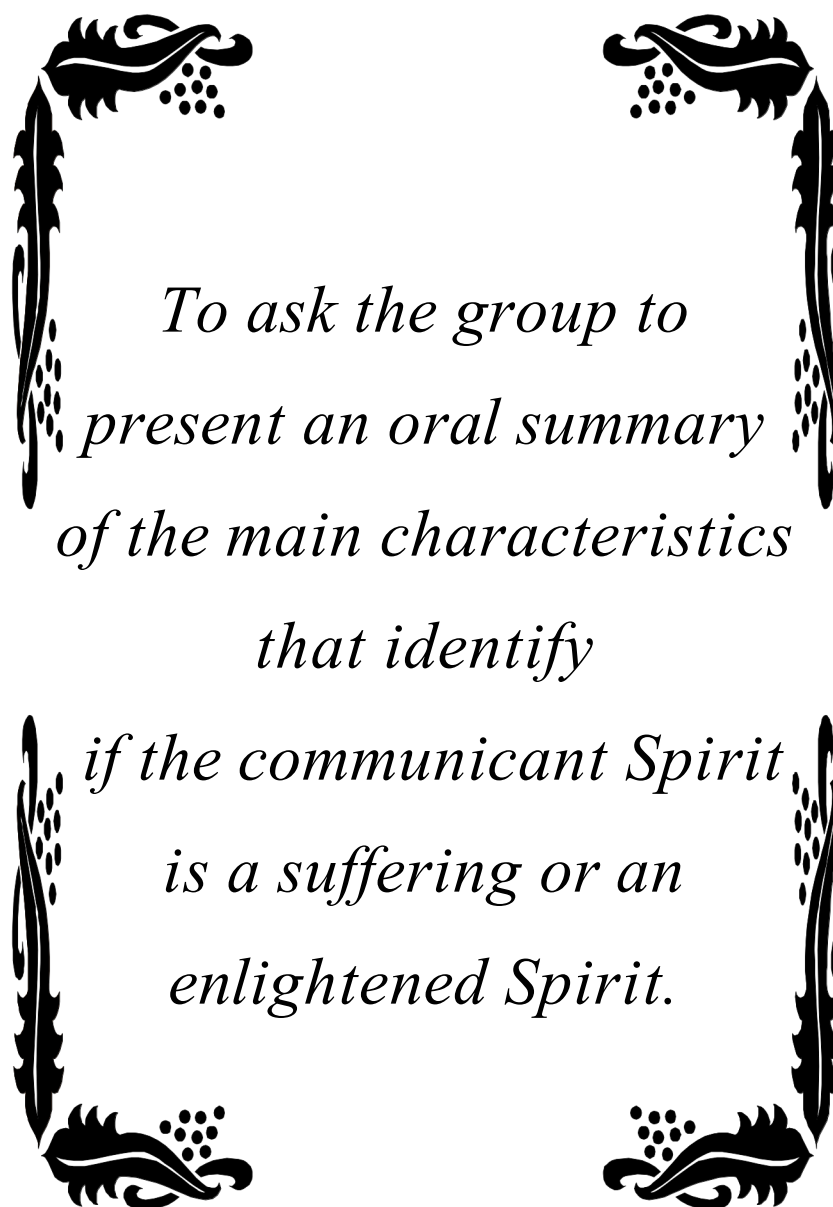 To ask the group to
present an oral summary
of the main characteristics
that identify
if the communicant Spirit
is a suffering or an
enlightened Spirit.